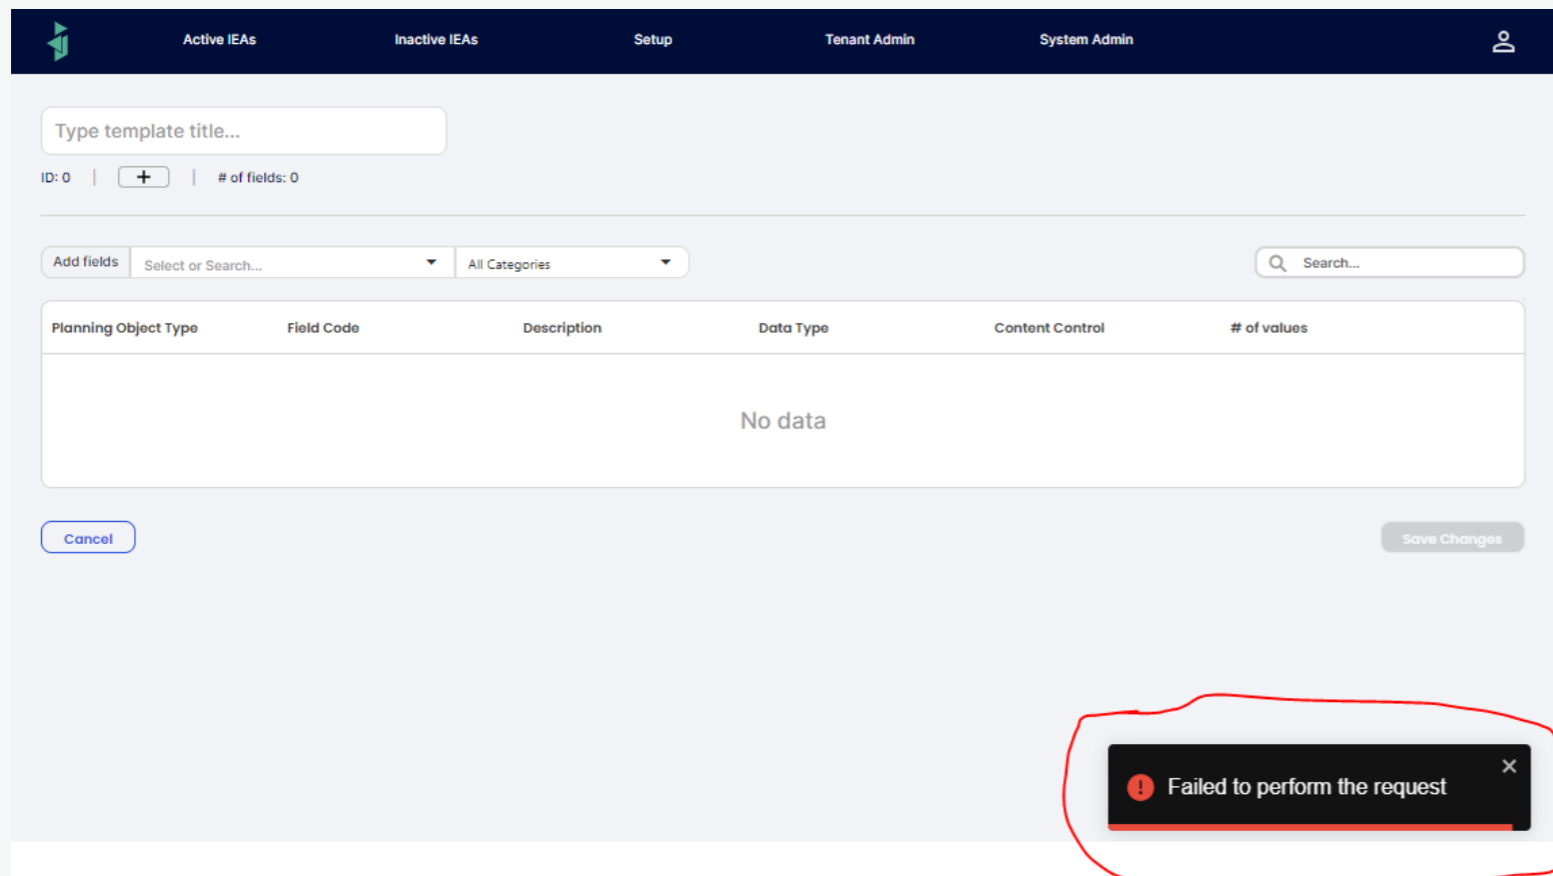 Active IEAs Inactive IEAs Setup Tenant Admin System Admin
Type template title...
ID: 0 | + | # of fields: 0
Add fields Select or Search... All Categories Search...
Planning Object Type Field Code Description Data Type Content Control # of values
No data
Cancel Save Changes
Failed to perform the request